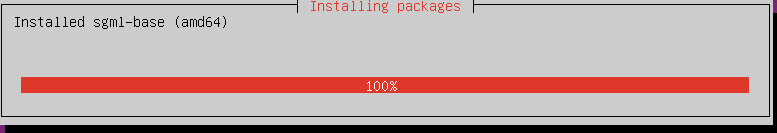 Installing packages
Installed sgml-base (amd64)
100%